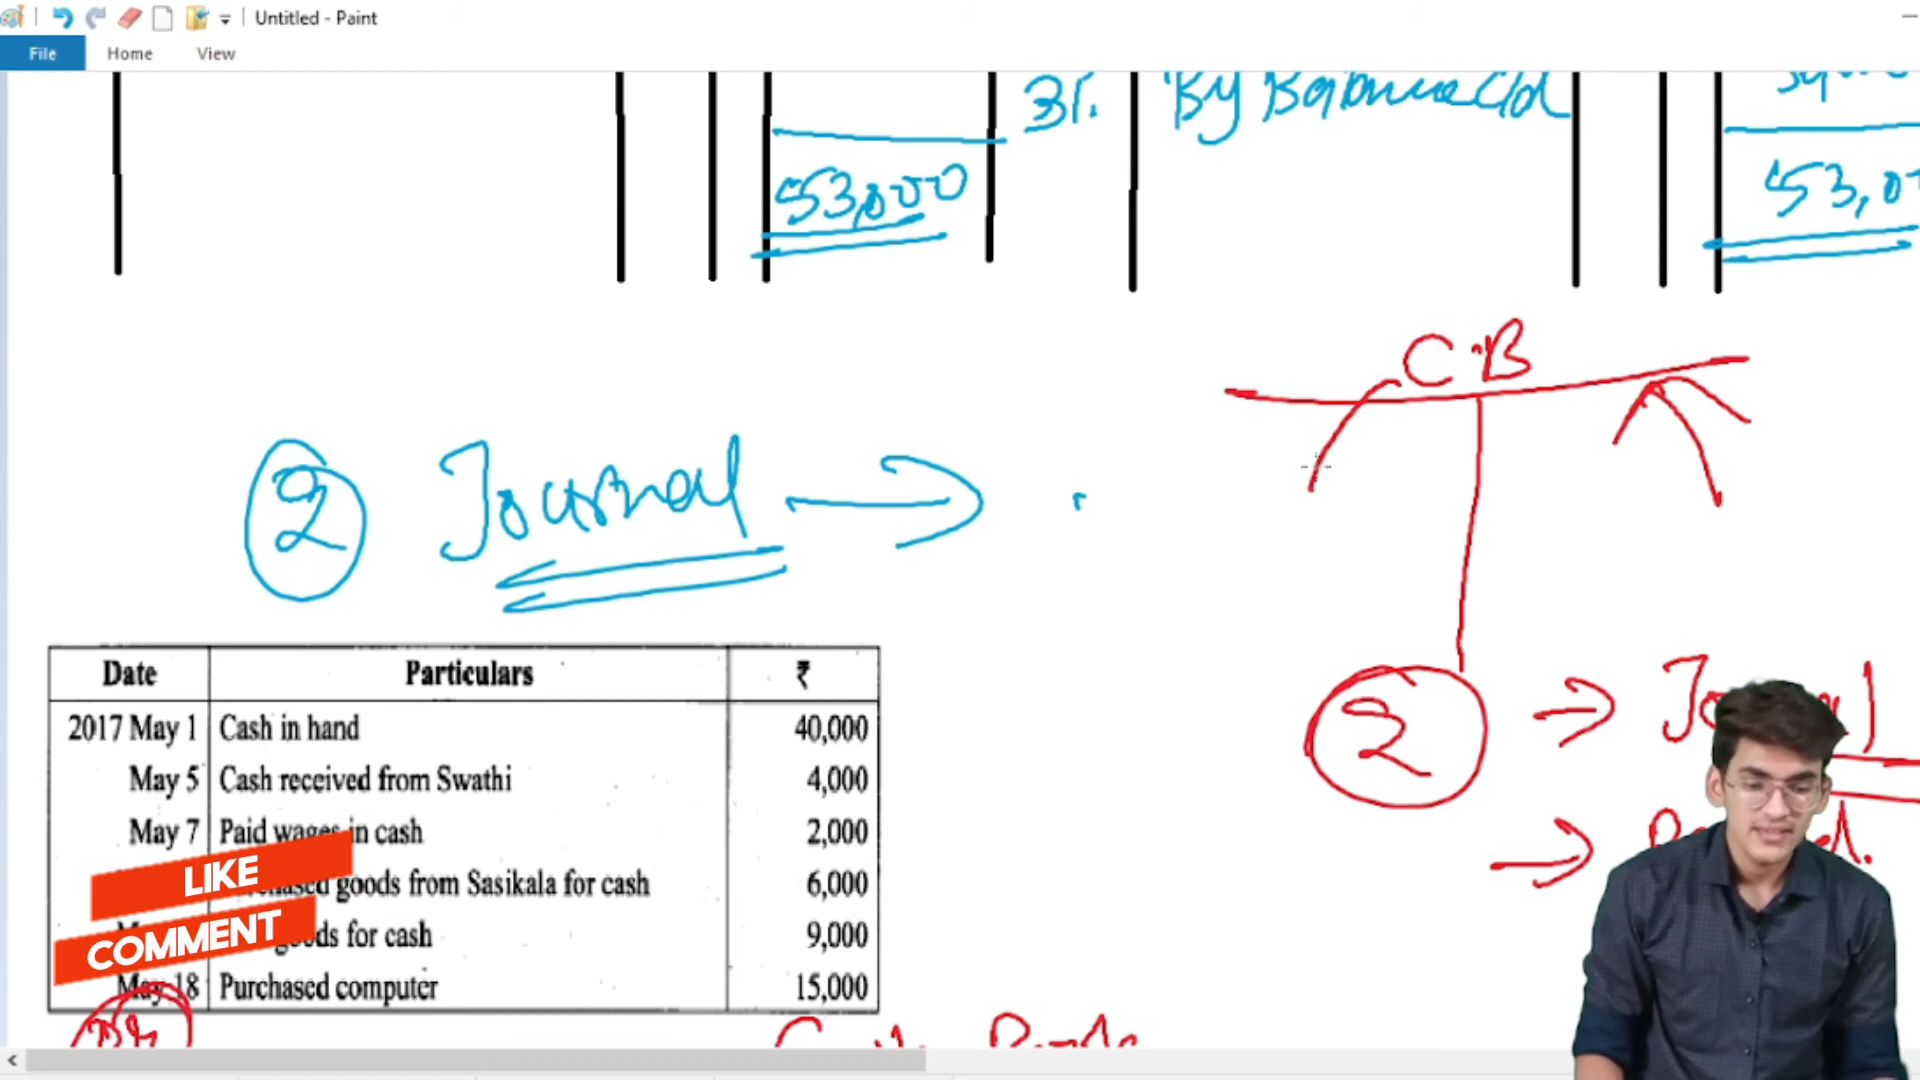 Untitled - Paint
File Home View
31. By Balance c/d
53,000
53,0
C.B
2 Journal
Date Particulars ₹
2017 May 1 Cash in hand 40,000
May 5 Cash received from Swathi 4,000
May 7 Paid wages in cash 2,000
goods from Sasikala for cash 6,000
for cash 9,000
May 18 Purchased computer 15,000
LIKE
COMMENT
2
Dr